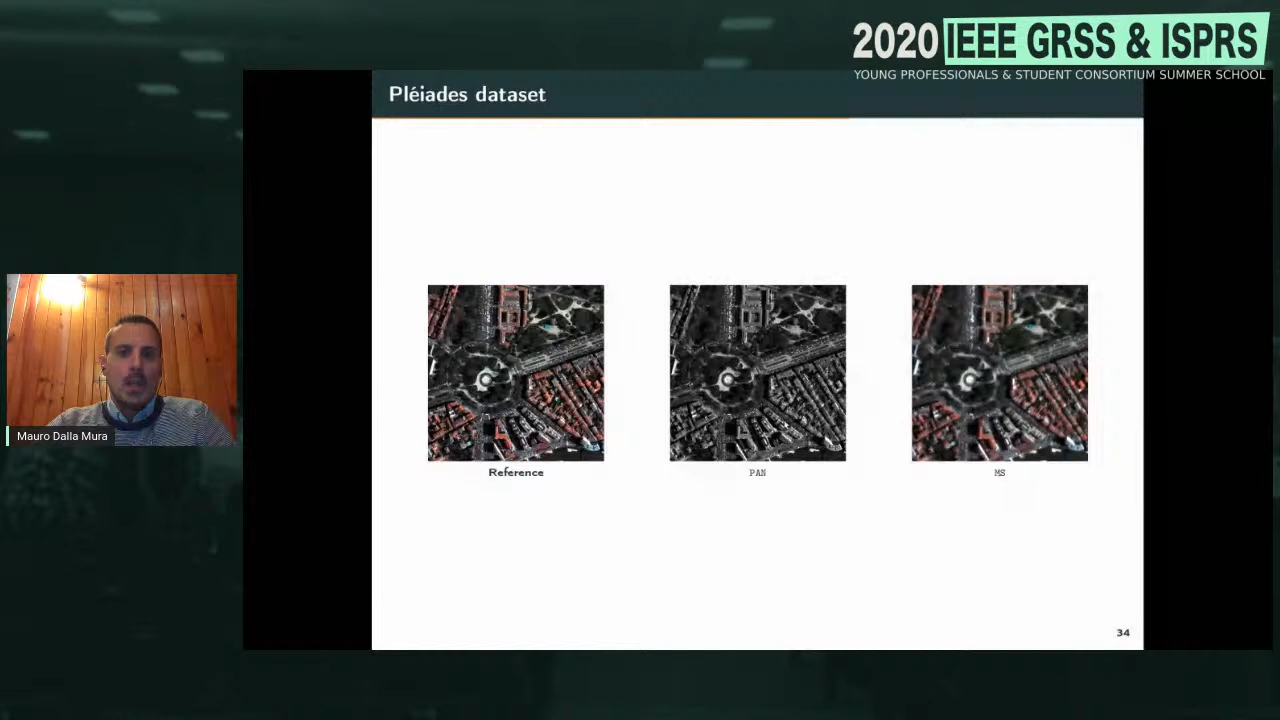 2020 IEEE GRSS & ISPRS
YOUNG PROFESSIONALS & STUDENT CONSORTIUM SUMMER SCHOOL
Pléiades dataset
Reference
PAN
MS
Mauro Dalla Mura
34